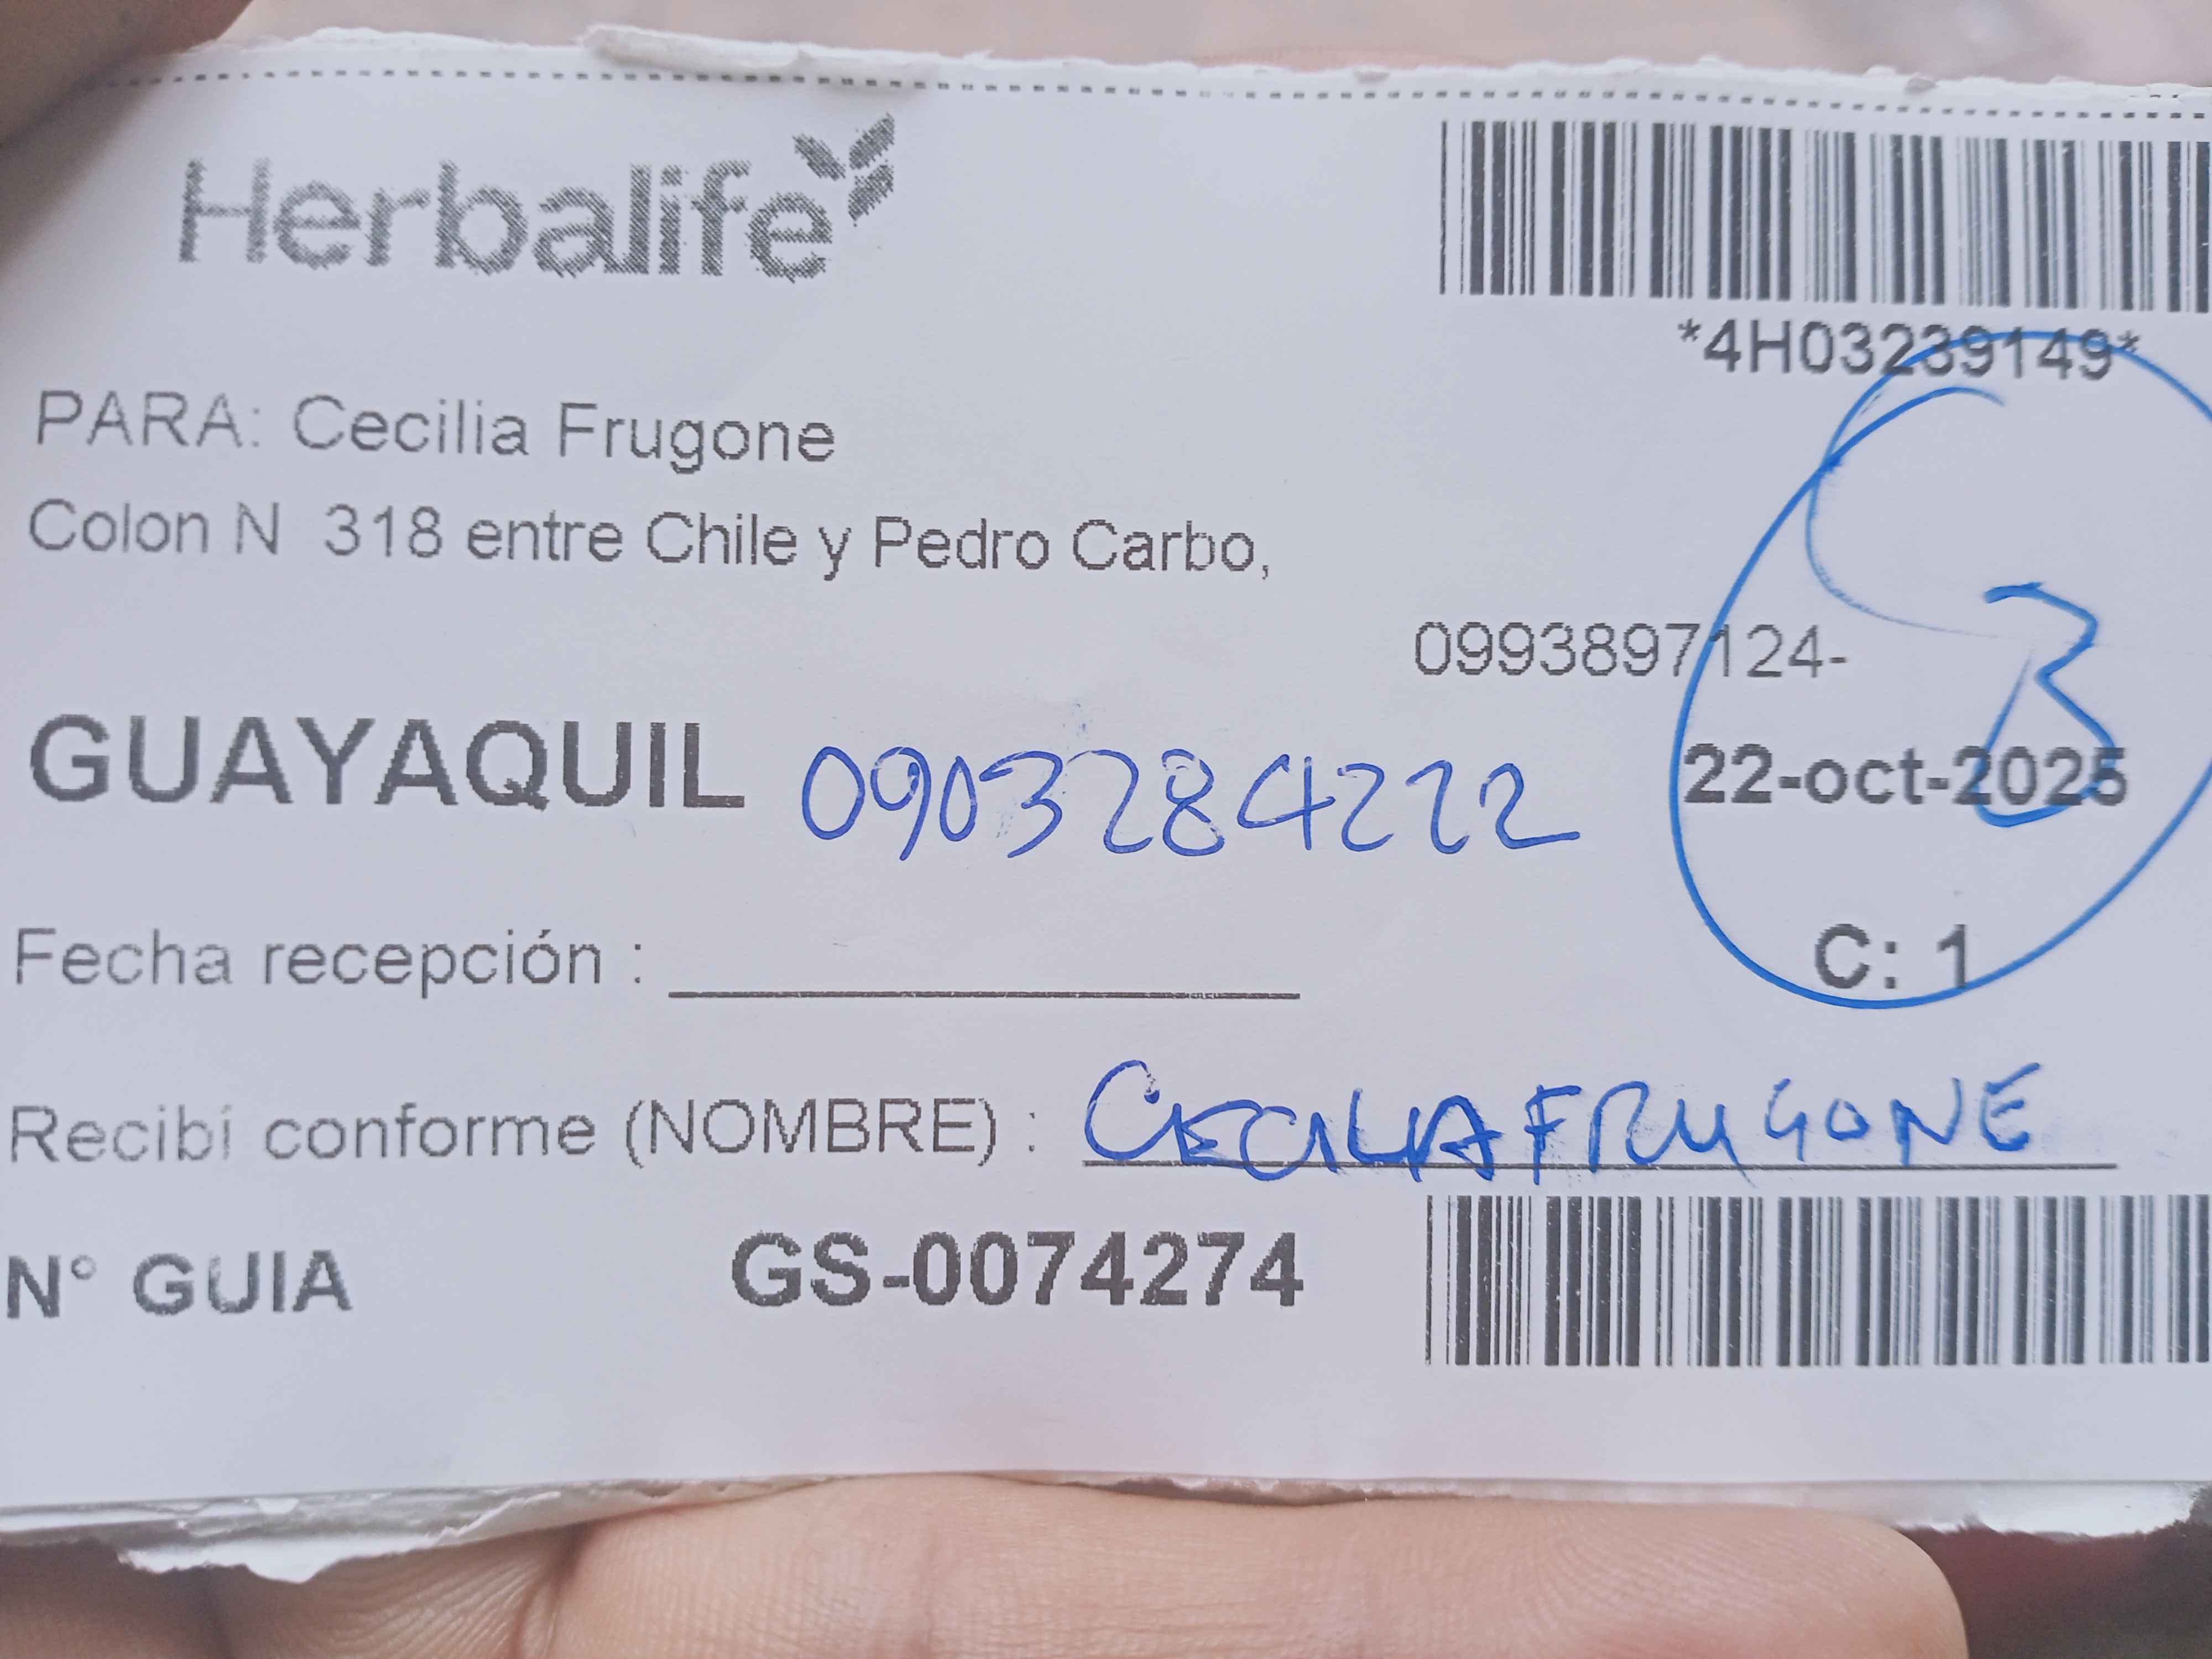 Herbalife
*4H03239149*
PARA: Cecilia Frugone
Colon N 318 entre Chile y Pedro Carbo,
0993897124-
GUAYAQUIL 0903284222 22-oct-2025
3
C: 1
Fecha recepción :
Recibí conforme (NOMBRE) : CECILIA FRUGONE
N° GUIA GS-0074274